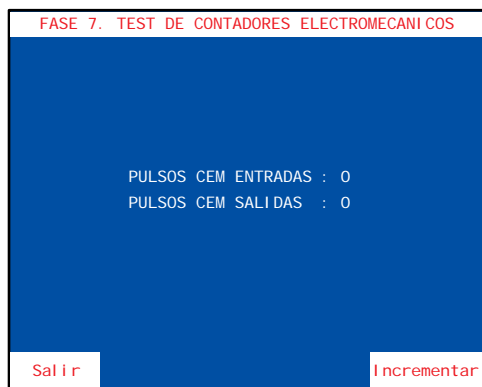 FASE 7. TEST DE CONTADORES ELECTROMECANICOS
PULSOS CEM ENTRADAS : 0
PULSOS CEM SALIDAS : 0
Salir
Incrementar